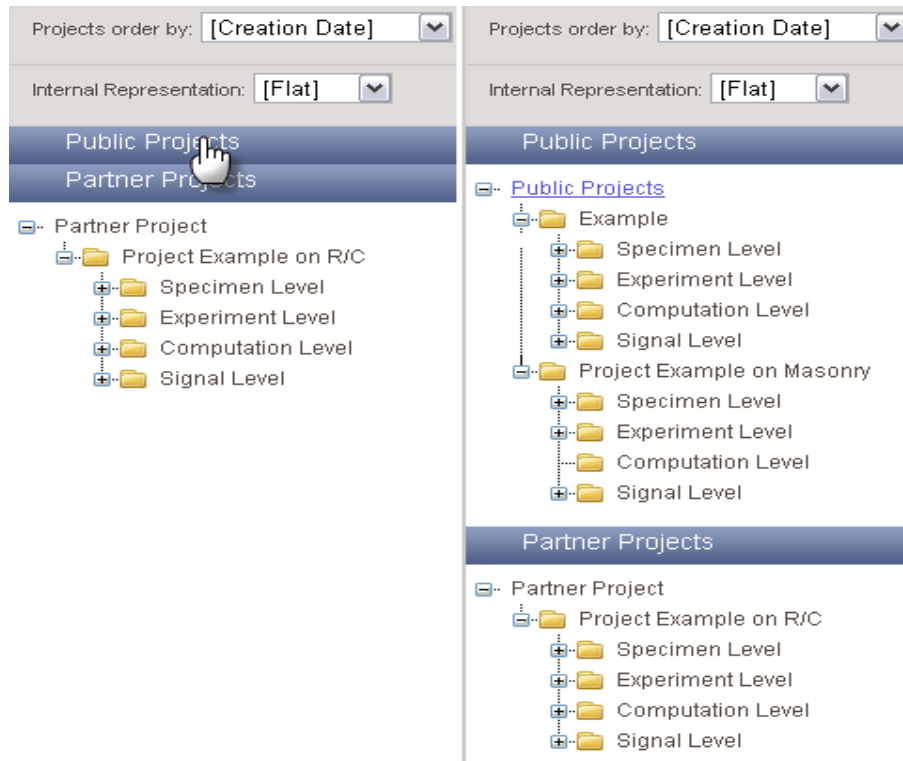 Projects order by: [Creation Date]
Internal Representation: [Flat]
Public Projects
Partner Projects
Partner Project
Project Example on R/C
Specimen Level
Experiment Level
Computation Level
Signal Level
Projects order by: [Creation Date]
Internal Representation: [Flat]
Public Projects
Public Projects
Example
Specimen Level
Experiment Level
Computation Level
Signal Level
Project Example on Masonry
Specimen Level
Experiment Level
Computation Level
Signal Level
Partner Projects
Partner Project
Project Example on R/C
Specimen Level
Experiment Level
Computation Level
Signal Level